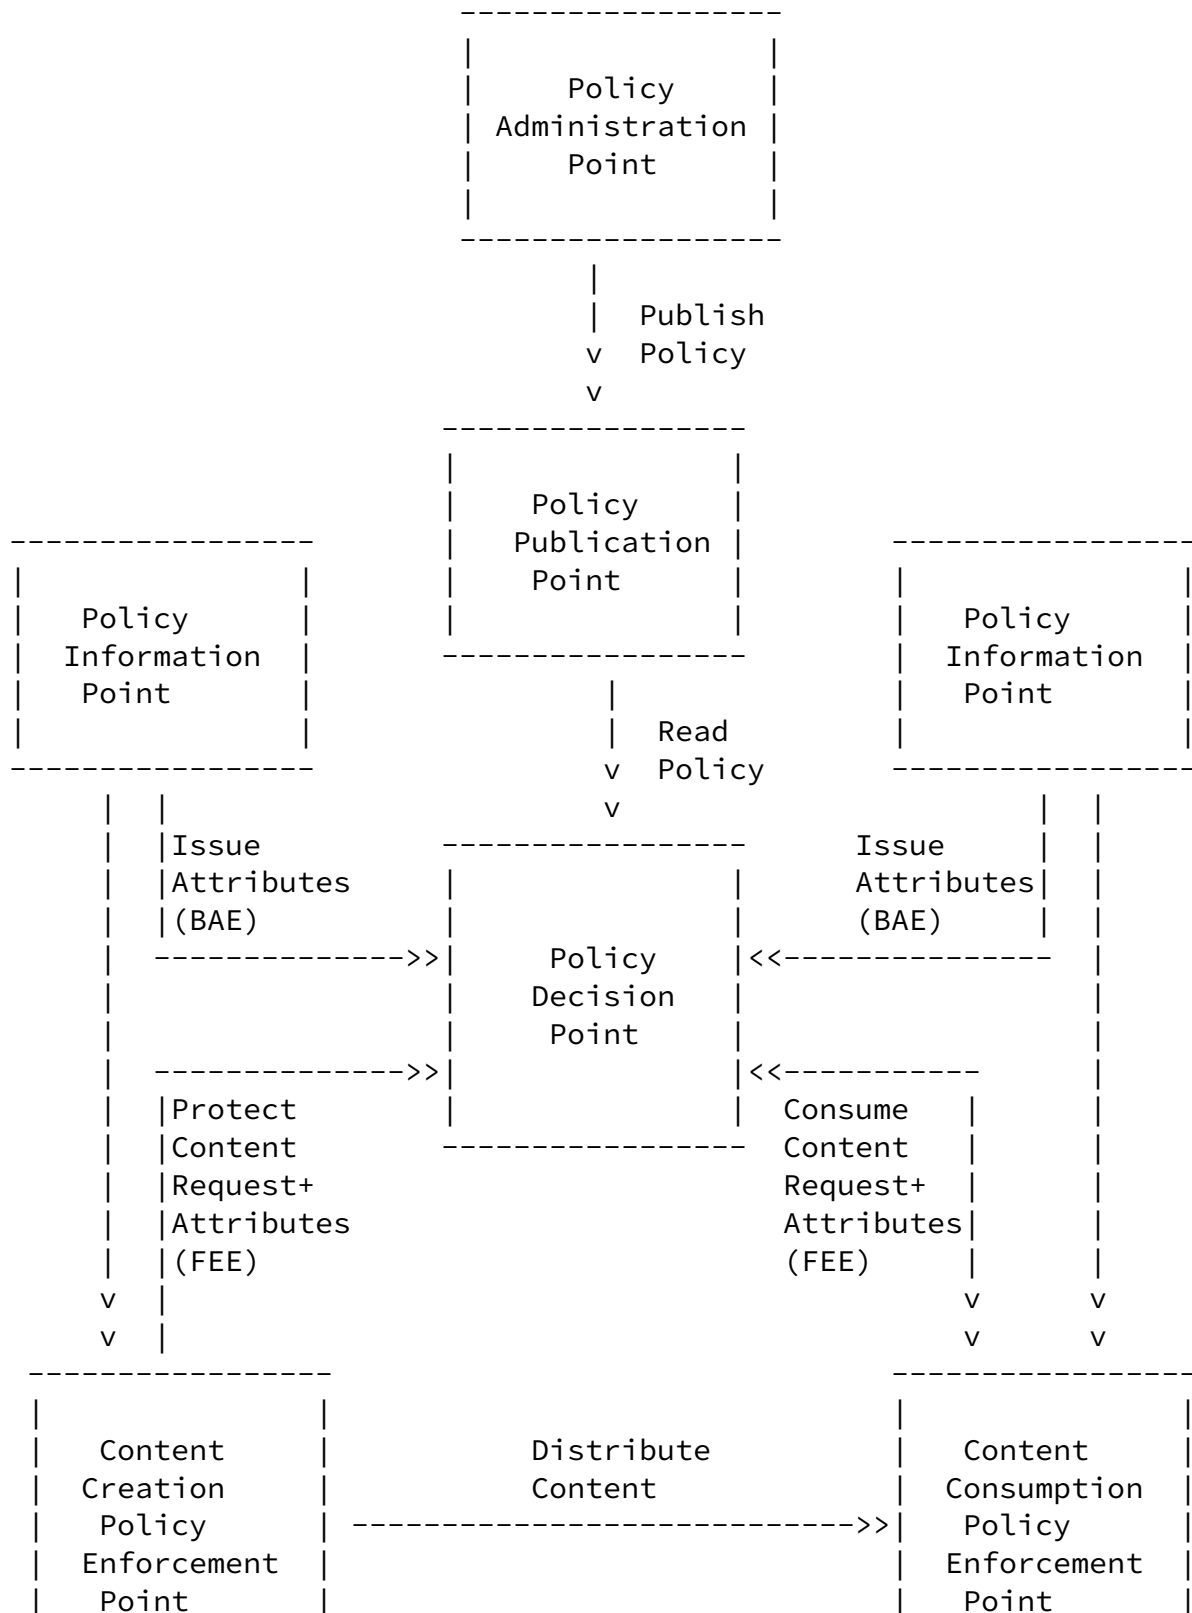 Policy
Administration
Point
Publish
Policy
Policy
Publication
Point
Policy
Information
Point
Policy
Information
Point
Read
Policy
Issue
Attributes
(BAE)
Issue
Attributes
(BAE)
Policy
Decision
Point
Protect
Content
Request+
Attributes
(FEE)
Consume
Content
Request+
Attributes
(FEE)
Content
Creation
Policy
Enforcement
Point
Distribute
Content
Content
Consumption
Policy
Enforcement
Point